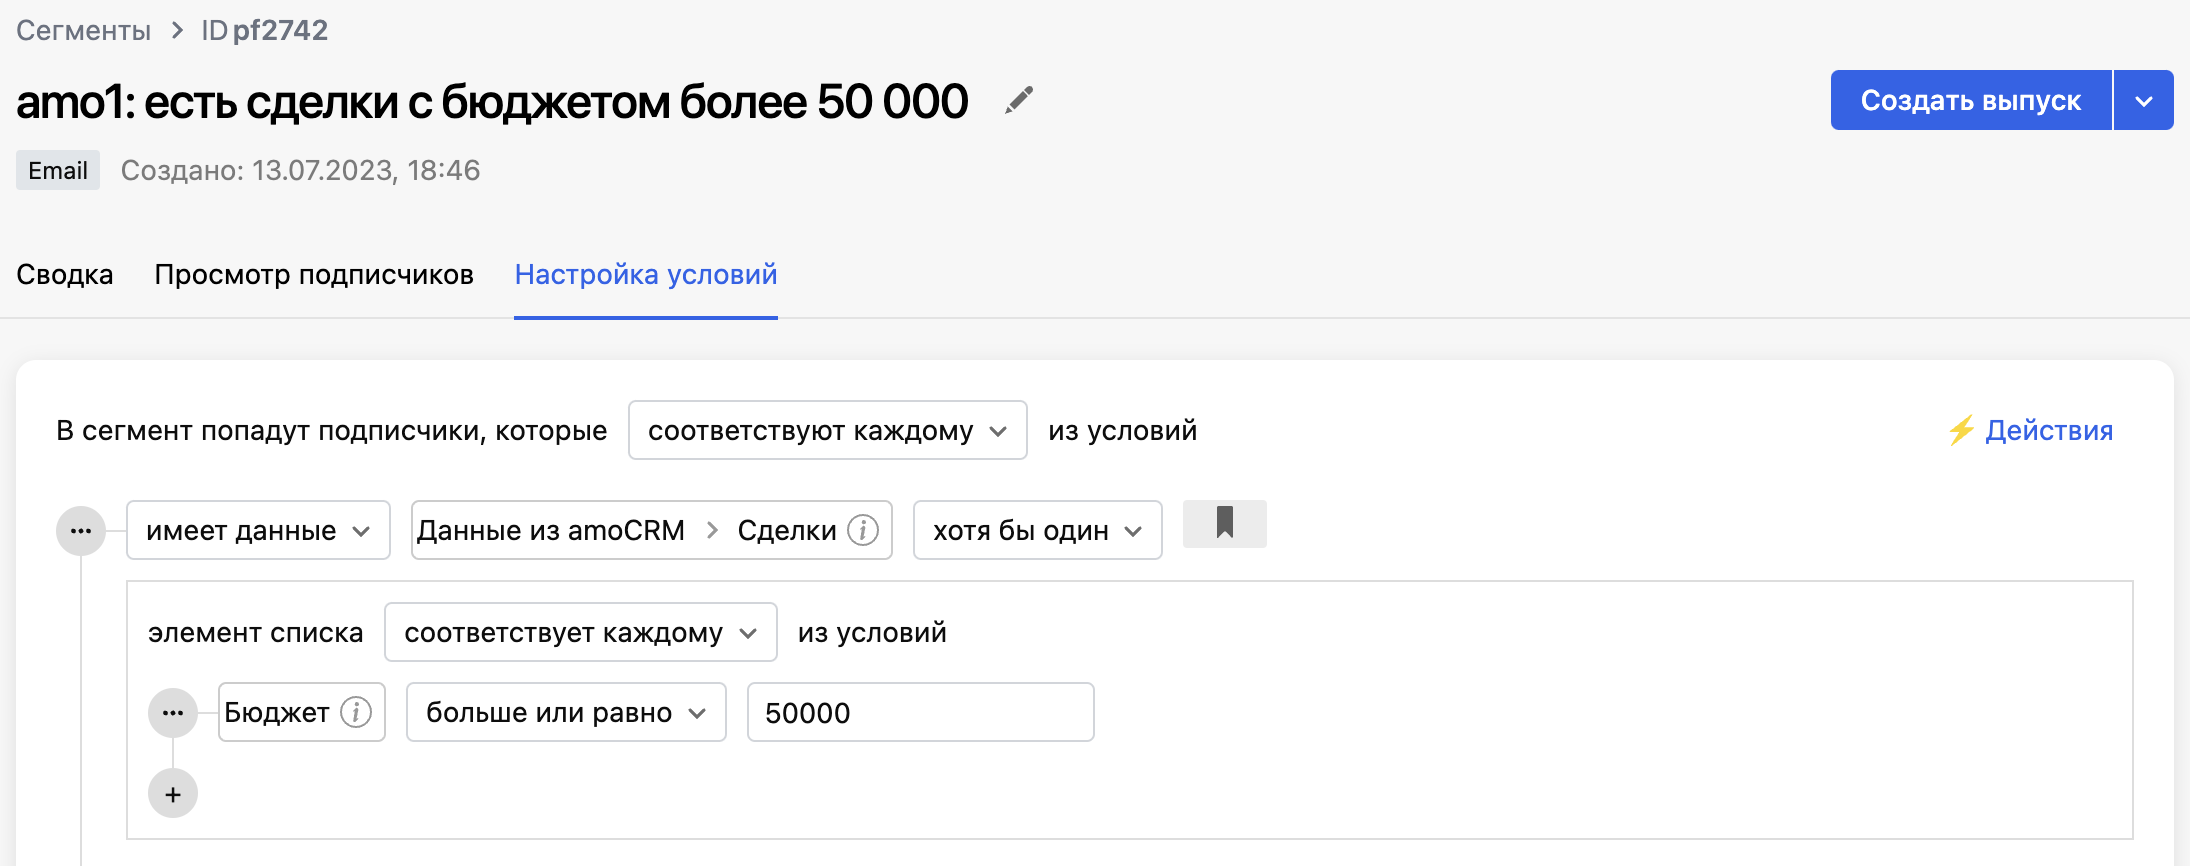 Сегменты > ID pf2742
amo1: есть сделки с бюджетом более 50 000
Создать выпуск
Email Создано: 13.07.2023, 18:46
Сводка Просмотр подписчиков Настройка условий
В сегмент попадут подписчики, которые соответствуют каждому из условий
Действия
имеет данные Данные из amoCRM > Сделки i хотя бы один
элемент списка соответствует каждому из условий
Бюджет i больше или равно 50000
+